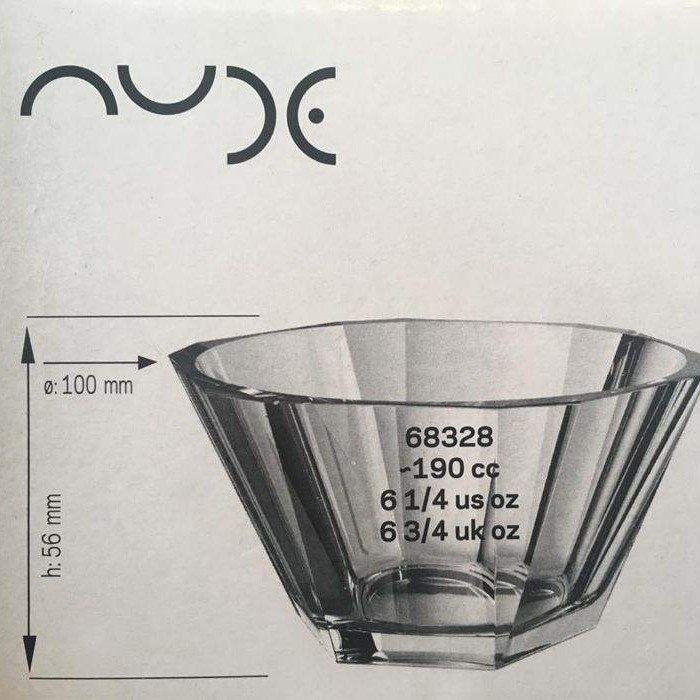 nude
ø: 100 mm
h: 56 mm
68328
~190 cc
6 1/4 us oz
6 3/4 uk oz